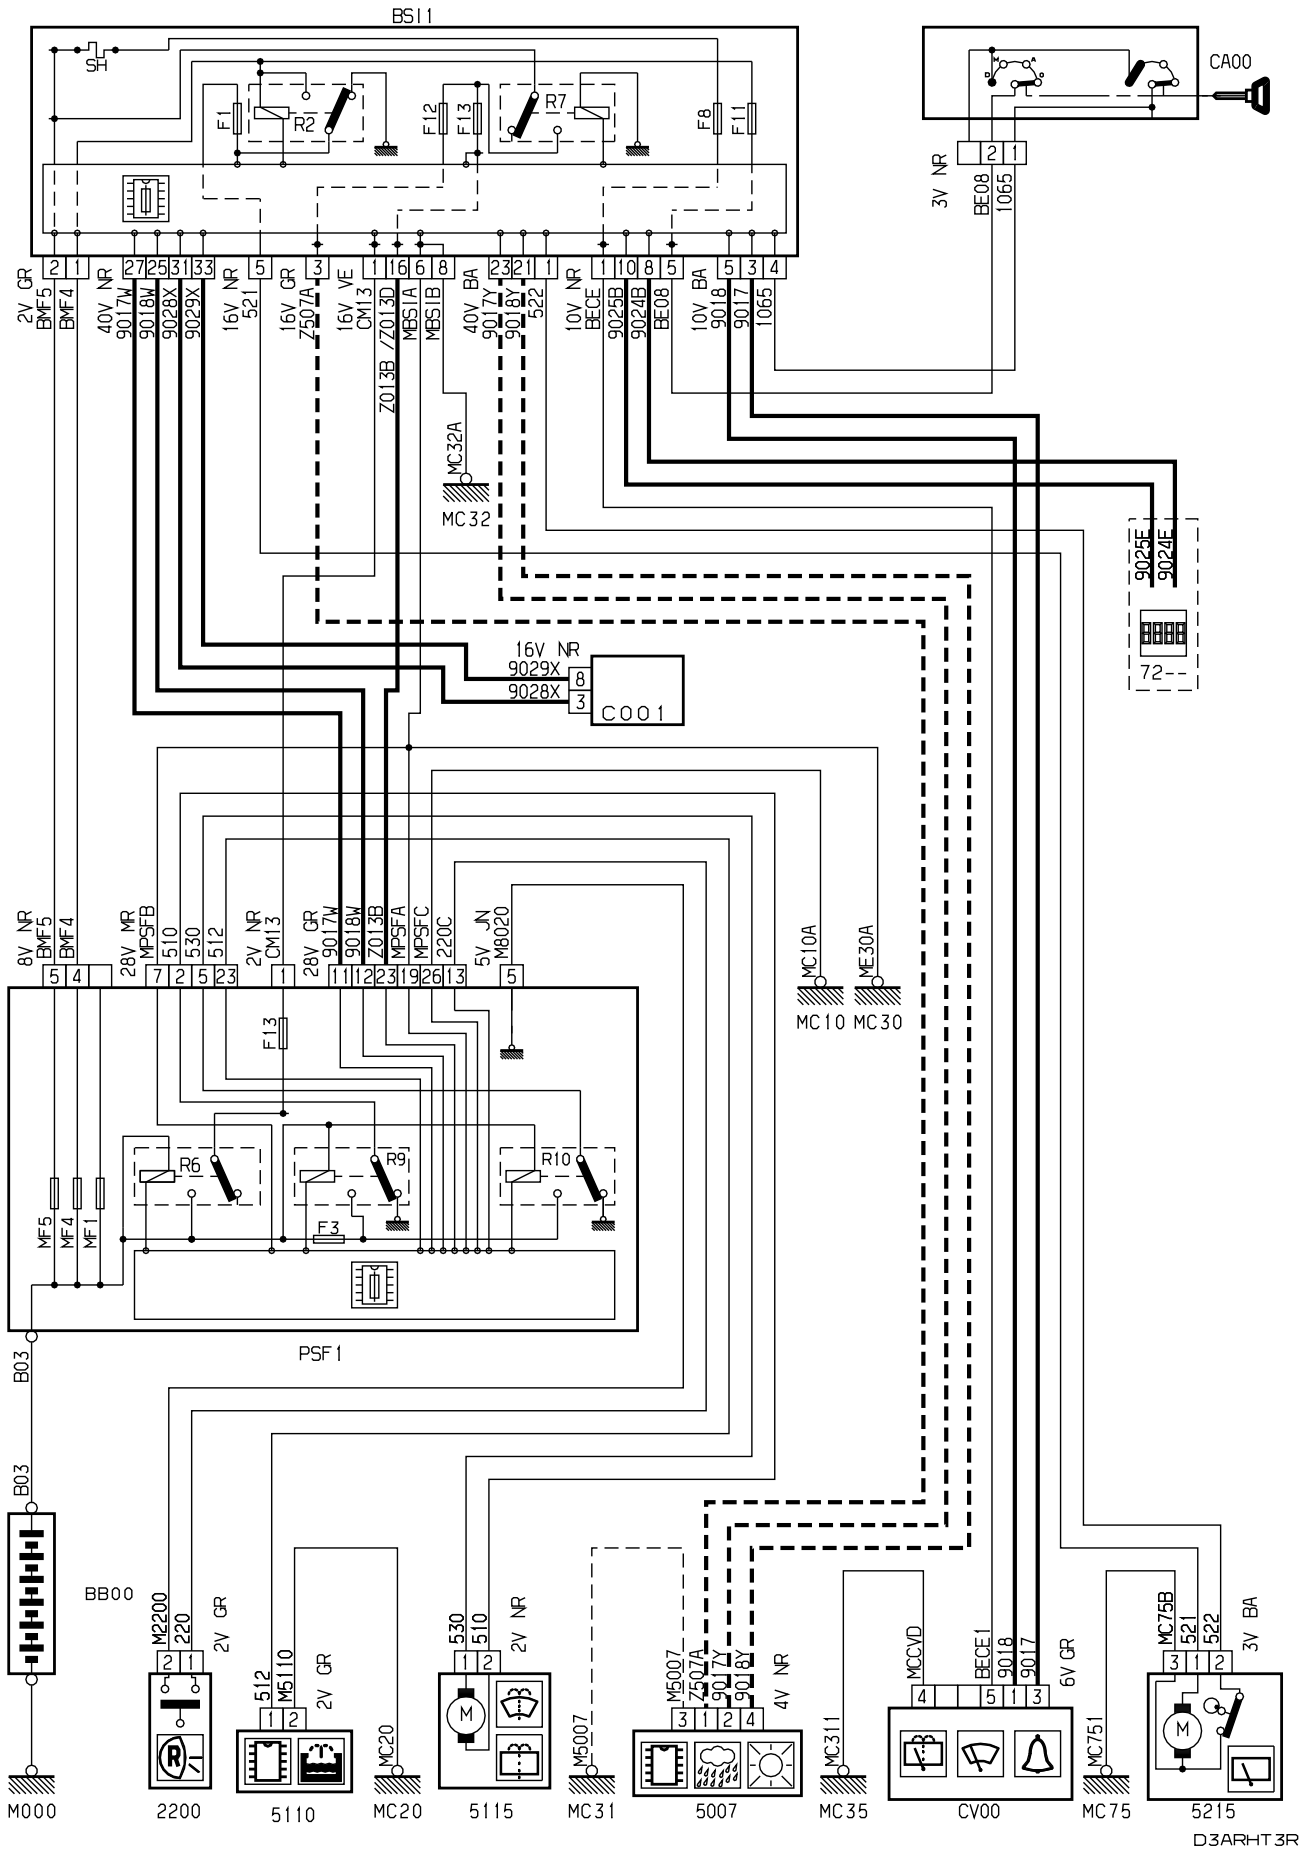 BSI1
SH
F1
R2
F12
F13
R7
F8
F11
M
A
D
CA00
3V NR
2
1
BE08
1065
2
1
27
25
31
33
5
3
1
16
6
8
23
21
1
1
10
8
5
5
3
4
2V GR
BMF5
BMF4
40V NR
9017W
9018W
9028X
9029X
16V NR
521
16V GR
Z507A
16V VE
CM13
Z013B /Z013D
MBSIA
MBSIB
40V BA
9017Y
9018Y
522
10V NR
BECE
9025B
9024B
BE08
10V BA
9018
9017
1065
MC32A
MC32
9025E
9024E
72--
16V NR
9029X
8
9028X
3
C001
8V NR
BMF5
BMF4
28V MR
MPSFB
510
530
512
2V NR
CM13
28V GR
9017W
9018W
Z013B
MPSFA
MPSFC
220C
5V JN
M8020
MC10A
ME30A
5
4
7
2
5
23
1
11
12
23
19
26
13
5
MC10
MC30
F13
R6
R9
R10
MF5
MF4
MF1
F3
PSF1
B03
B03
BB00
M000
M2200
220
2V GR
2
1
R
2200
512
M5110
2V GR
1
2
5110
MC20
MC20
530
510
2V NR
1
2
M
5115
M5007
MC31
M5007
Z507A
9017Y
9018Y
4V NR
3
1
2
4
5007
MC311
MC35
MCCVD
BECE1
9018
9017
6V GR
4
5
1
3
CV00
MC751
MC75
MC75B
521
522
3V BA
3
1
2
M
5215
D3ARHT3R